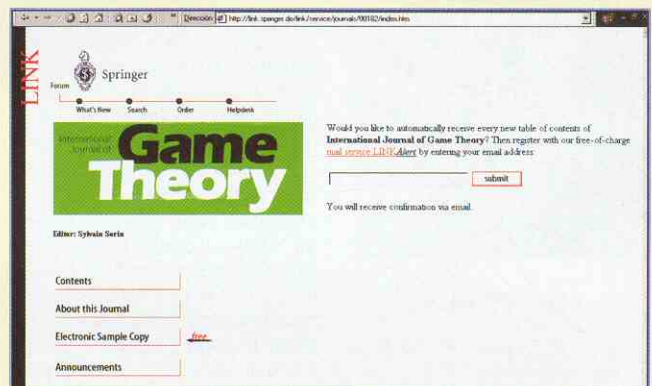 Dirección http://link.springer.de/link/service/journals/00182/index.htm
LINK
Springer
Forum
What's New Search Order Helpdesk
International
Journal of
Game
Theory
Would you like to automatically receive every new table of contents of
International Journal of Game Theory? Then register with our free-of-charge
mail service LINKAlert by entering your email address:
submit
You will receive confirmation via email.
Editor: Sylvain Sorin
Contents
About this Journal
Electronic Sample Copy free
Announcements